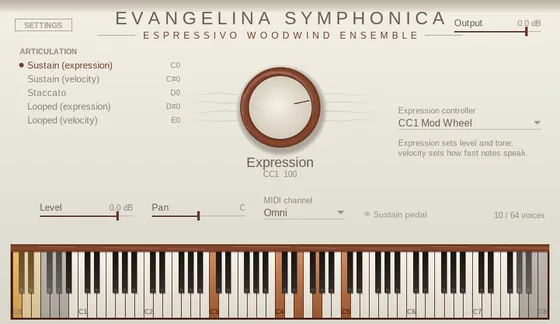 EVANGELINA SYMPHONICA
ESPRESSIVO WOODWIND ENSEMBLE
SETTINGS
Output 0.0 dB
ARTICULATION
Sustain (expression) C0
Sustain (velocity) C#0
Staccato D0
Looped (expression) D#0
Looped (velocity) E0
Expression
CC1 100
Expression controller
CC1 Mod Wheel
Expression sets level and tone;
velocity sets how fast notes speak.
Level 0.0 dB
Pan C
MIDI channel
Omni
Sustain pedal
10 / 64 voices
C0 C1 C2 C3 C4 C5 C6 C7 C8